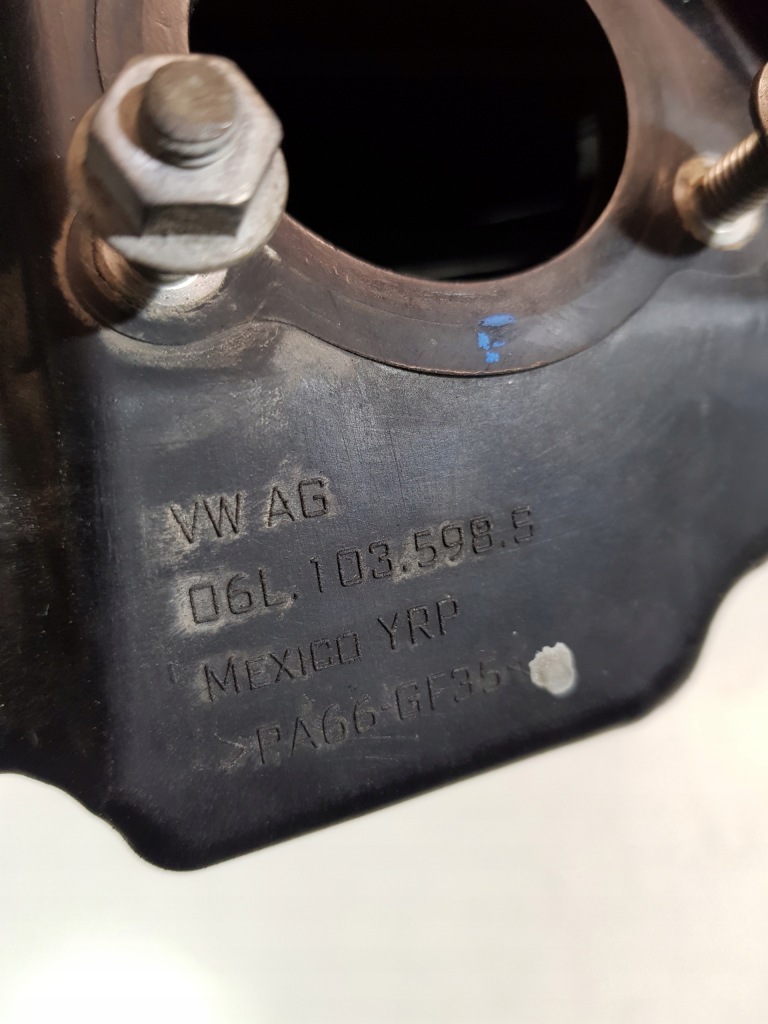 VW AG
06L.103.598.S
MEXICO YRP
>PA66-GF35<